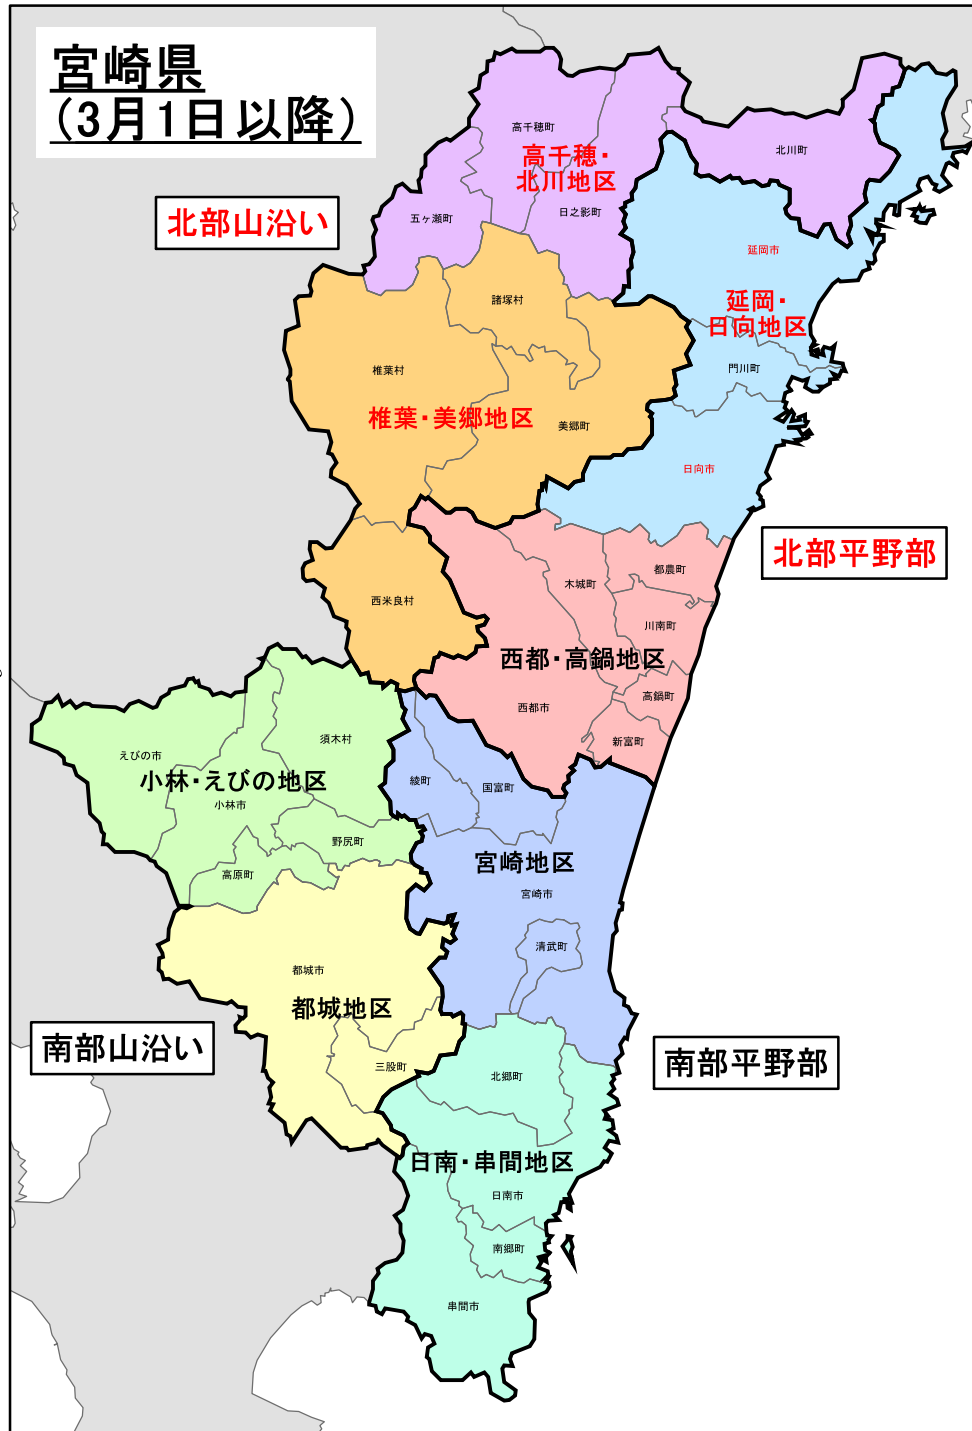 宮崎県
(3月1日以降)
高千穂町
高千穂・
北川地区
北川町
五ヶ瀬町
日之影町
北部山沿い
延岡市
諸塚村
延岡・
日向地区
椎葉村
門川町
椎葉・美郷地区
美郷町
日向市
北部平野部
都農町
木城町
西米良村
川南町
西都・高鍋地区
高鍋町
西都市
須木村
新富町
えびの市
小林・えびの地区
綾町
国富町
小林市
野尻町
宮崎地区
高原町
宮崎市
清武町
都城市
都城地区
南部山沿い
南部平野部
三股町
北郷町
日南・串間地区
日南市
南郷町
串間市